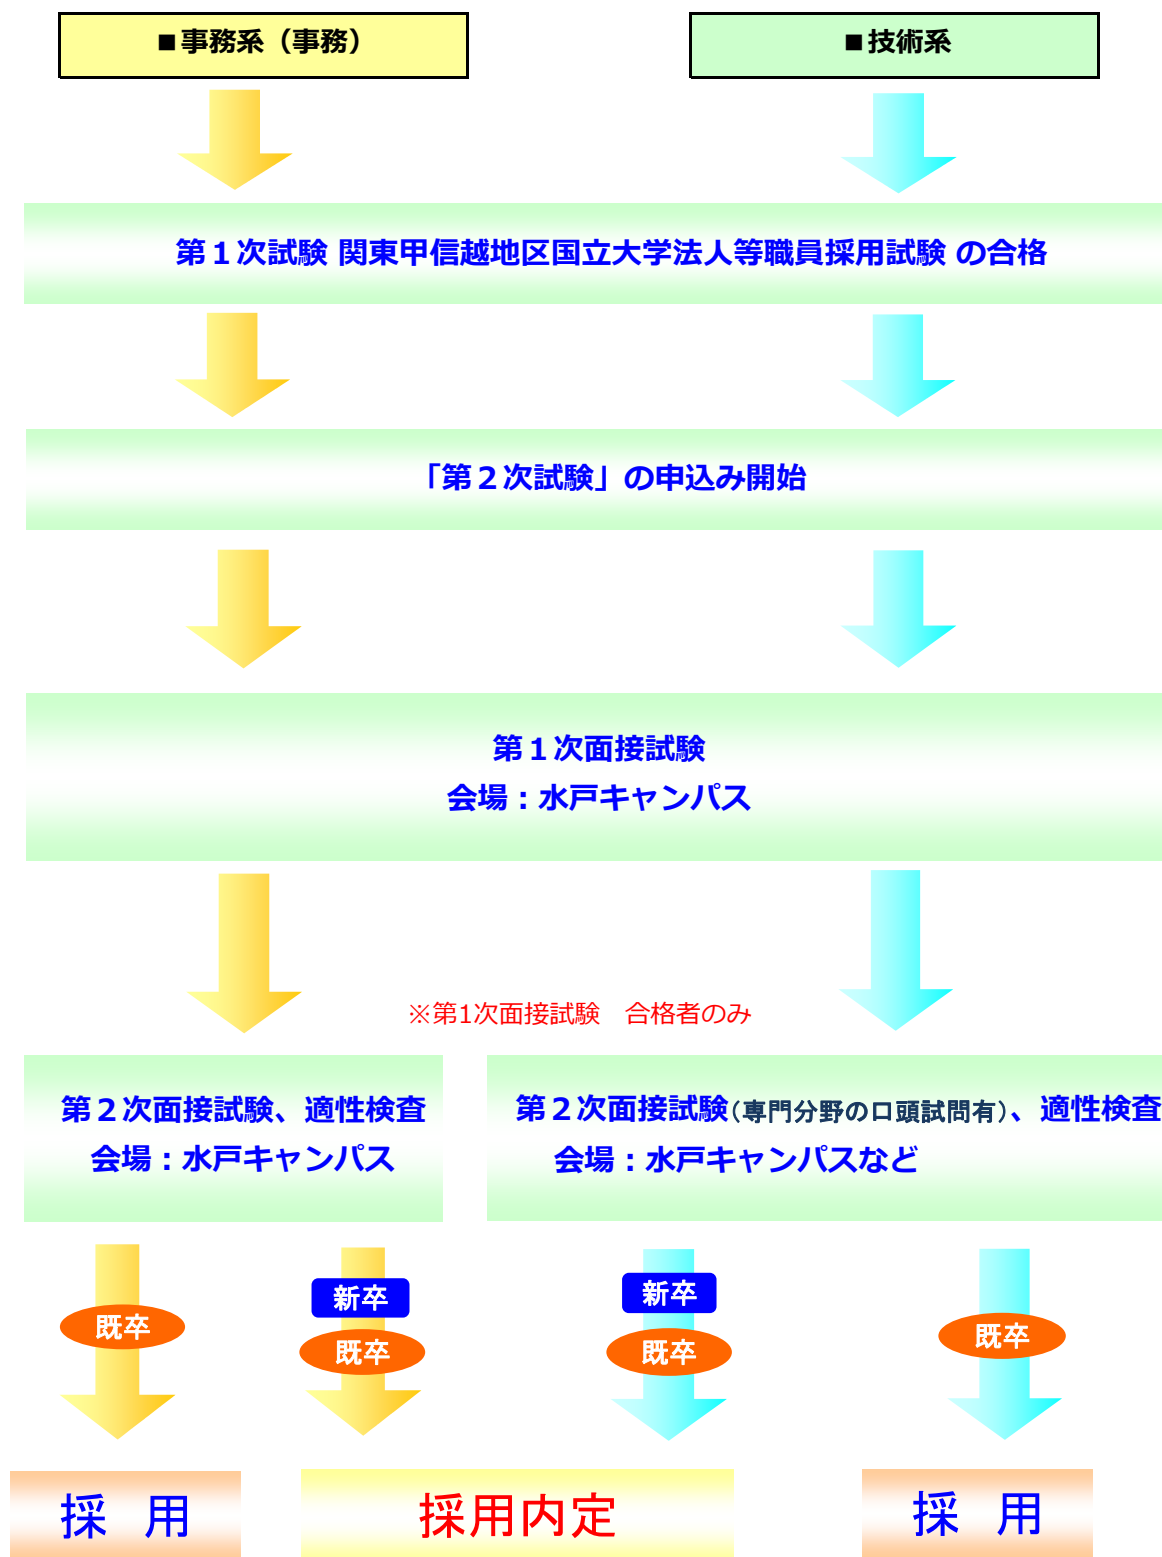 ■事務系（事務）
■技術系
第１次試験 関東甲信越地区国立大学法人等職員採用試験 の合格
「第２次試験」の申込み開始
第１次面接試験
会場：水戸キャンパス
※第1次面接試験　合格者のみ
第２次面接試験、適性検査
会場：水戸キャンパス
第２次面接試験（専門分野の口頭試問有）、適性検査
会場：水戸キャンパスなど
既卒
新卒
既卒
新卒
既卒
既卒
採　用
採用内定
採　用